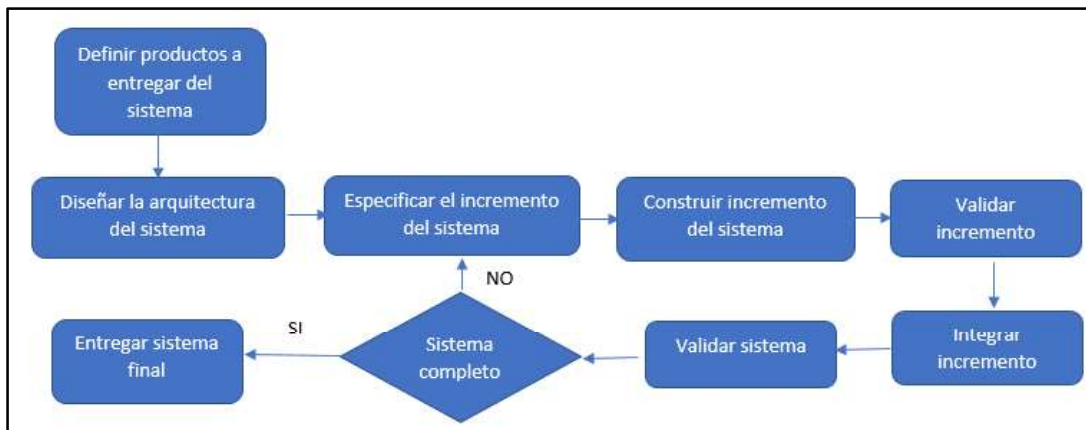 Definir productos a
entregar del
sistema
Diseñar la arquitectura
del sistema
Especificar el incremento
del sistema
Construir incremento
del sistema
Validar
incremento
NO
SI
Entregar sistema
final
Sistema
completo
Validar sistema
Integrar
incremento